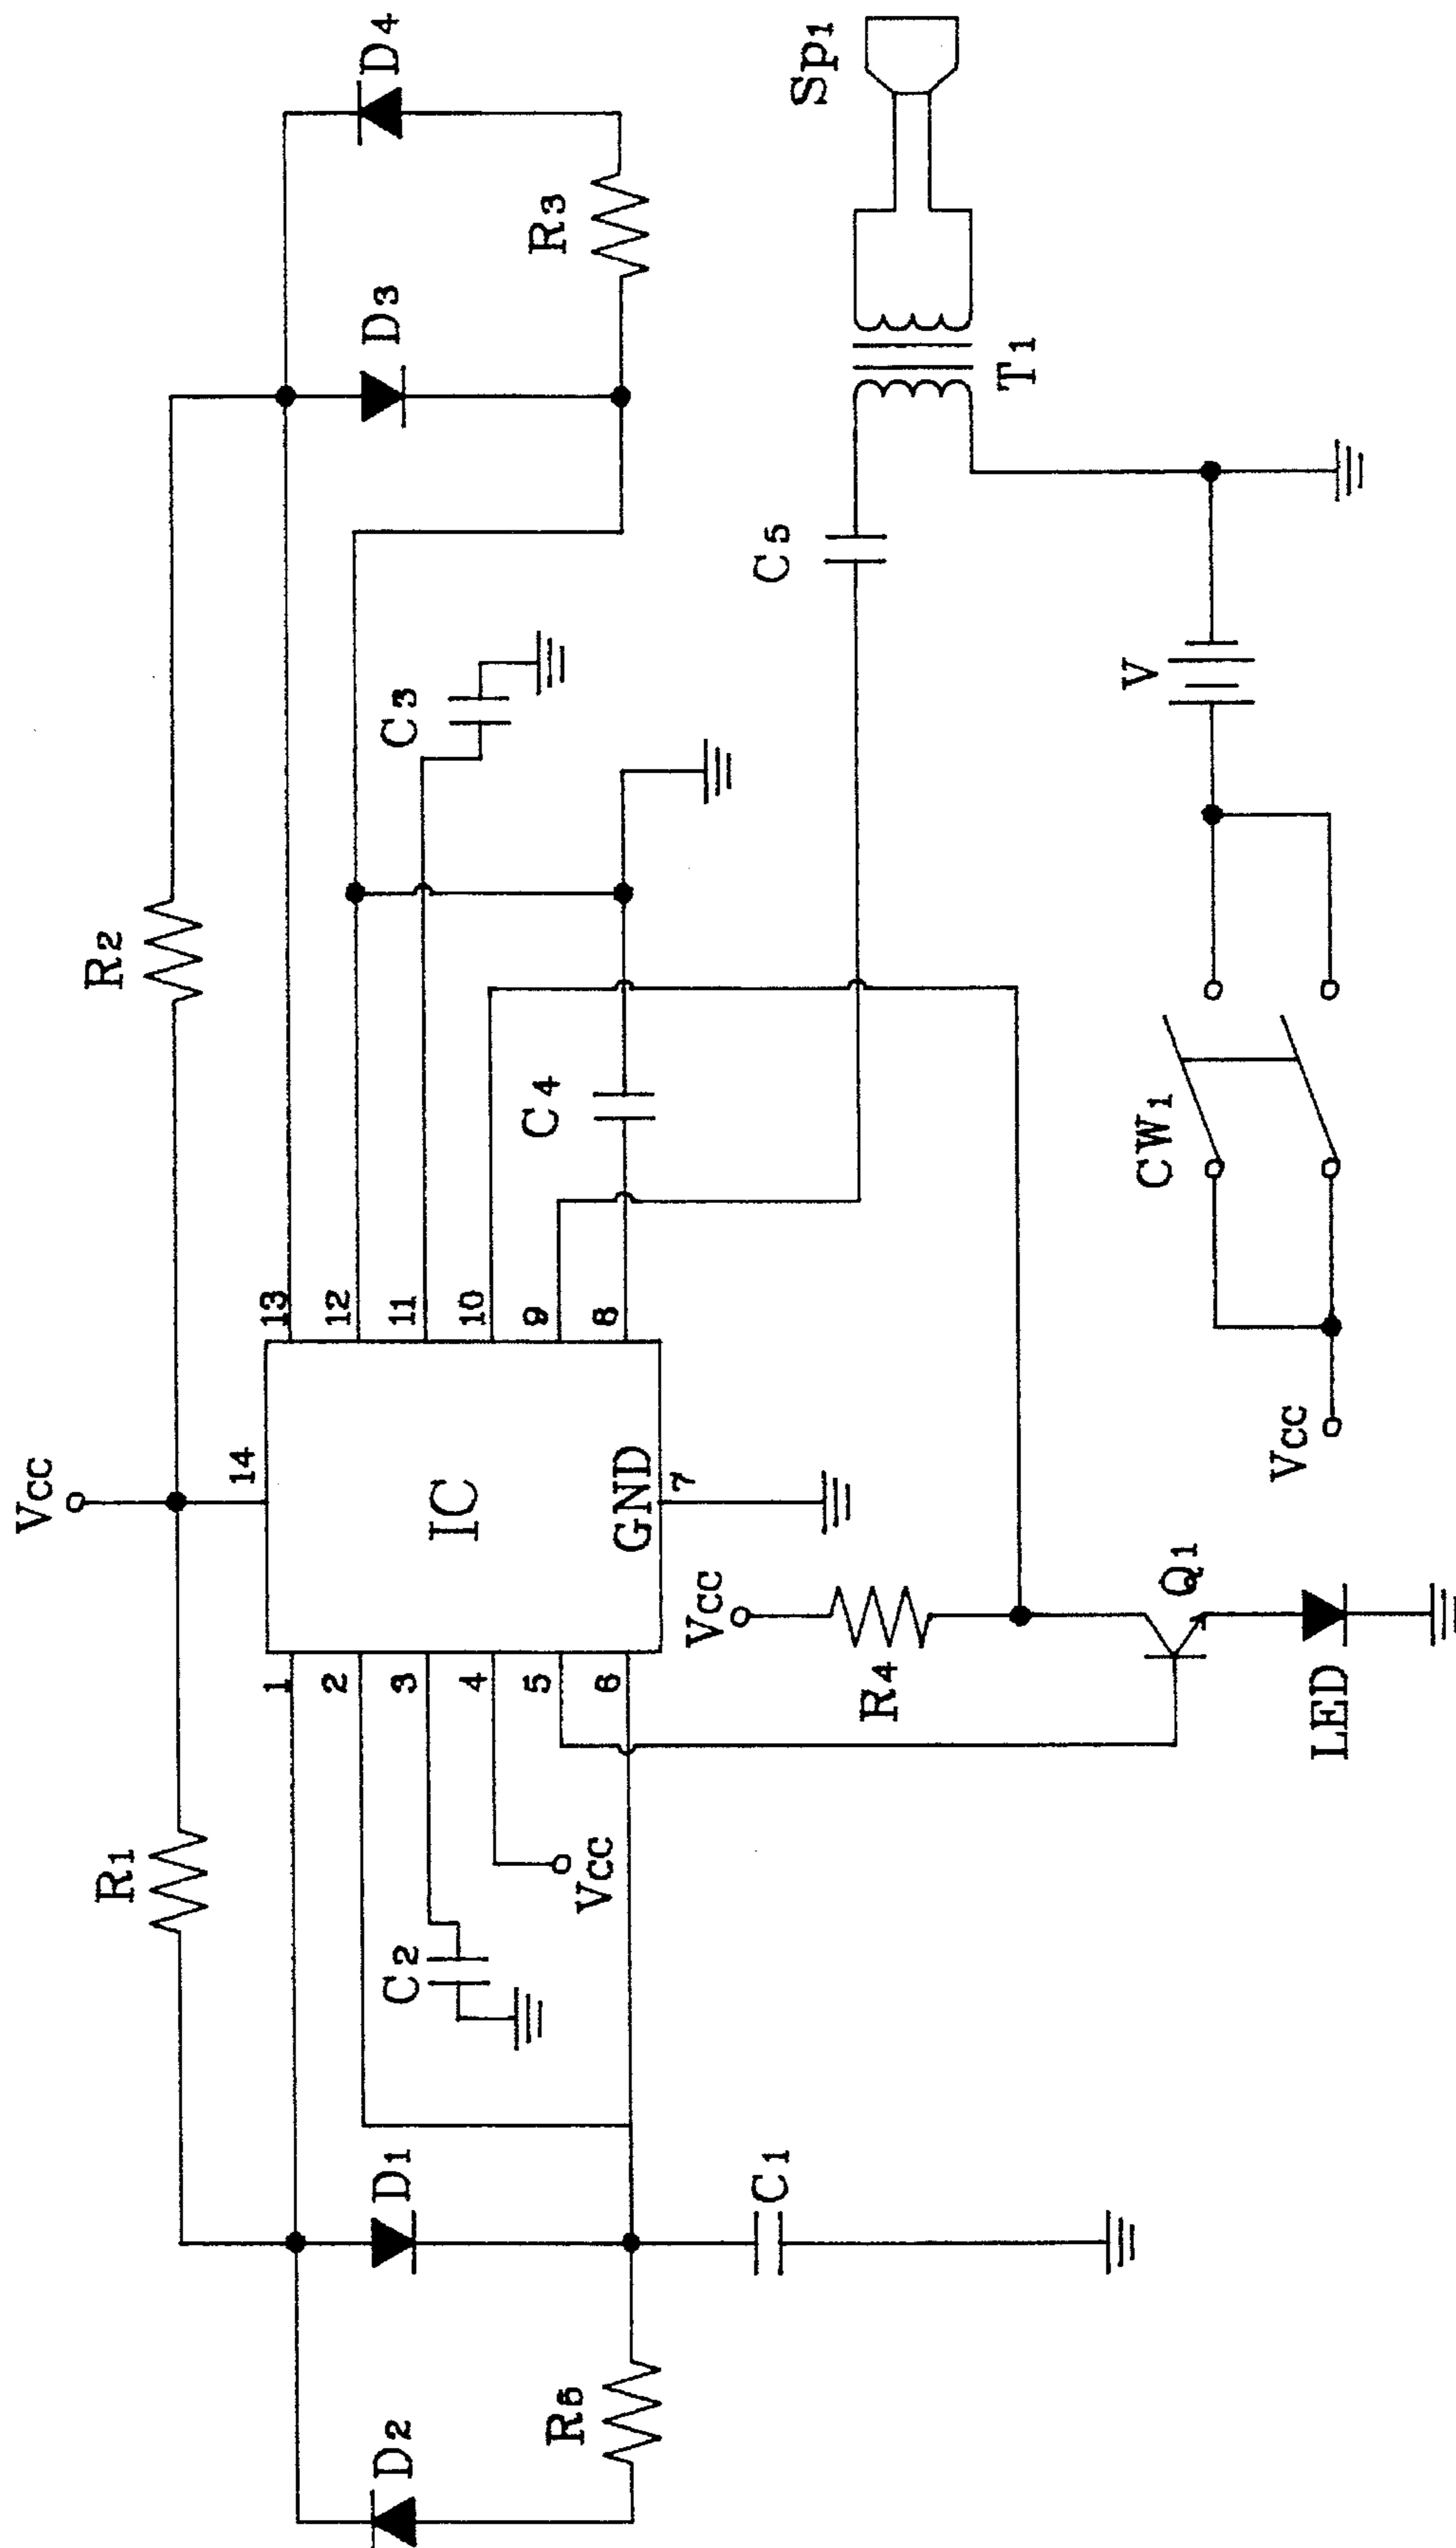 Vcc
R1
R2
14
IC
GND
7
1
2
3
4
5
6
13
12
11
10
9
8
D2
D1
R5
C1
C2
Vcc
C3
C4
D3
D4
R3
Vcc
R4
Q1
LED
C5
T1
Sp1
V
CW1
Vcc